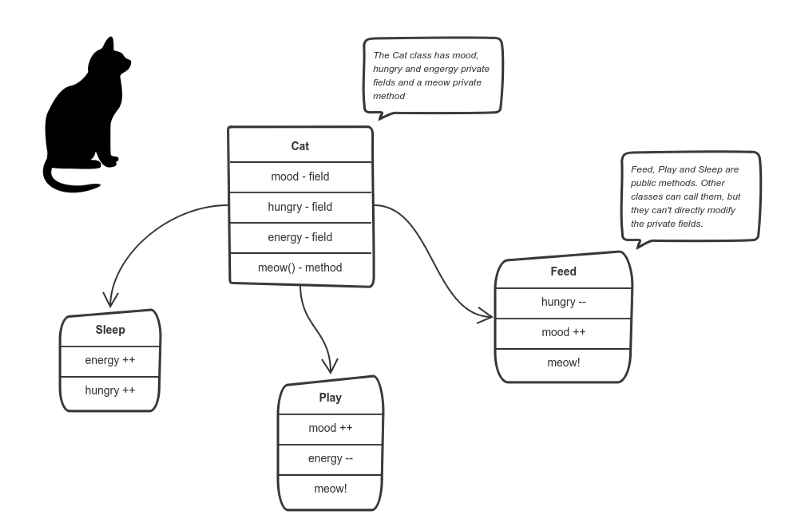 The Cat class has mood,
hungry and engergy private
fields and a meow private
method
Cat
mood - field
hungry - field
energy - field
meow() - method
Feed, Play and Sleep are
public methods. Other
classes can call them, but
they can't directly modify
the private fields.
Feed
hungry --
mood ++
meow!
Sleep
energy ++
hungry ++
Play
mood ++
energy --
meow!